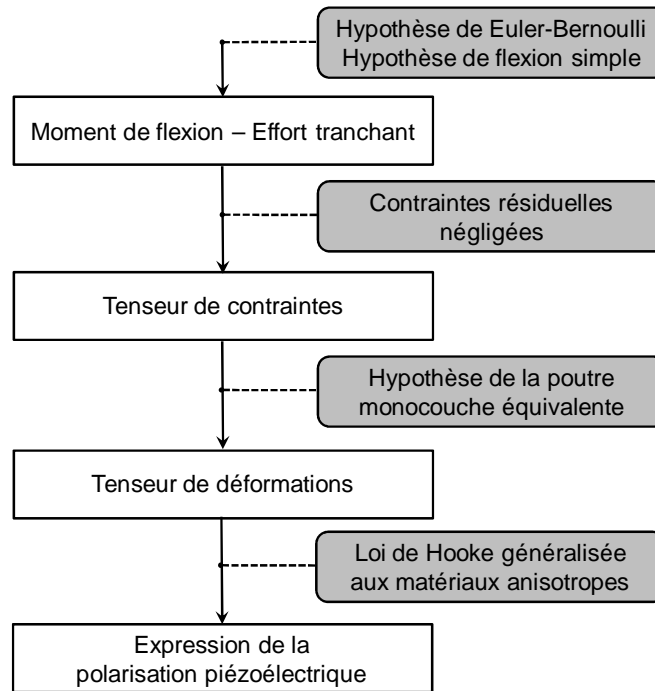 Hypothèse de Euler-Bernoulli
Hypothèse de flexion simple
Moment de flexion – Effort tranchant
Contraintes résiduelles
négligées
Tenseur de contraintes
Hypothèse de la poutre
monocouche équivalente
Tenseur de déformations
Loi de Hooke généralisée
aux matériaux anisotropes
Expression de la
polarisation piézoélectrique